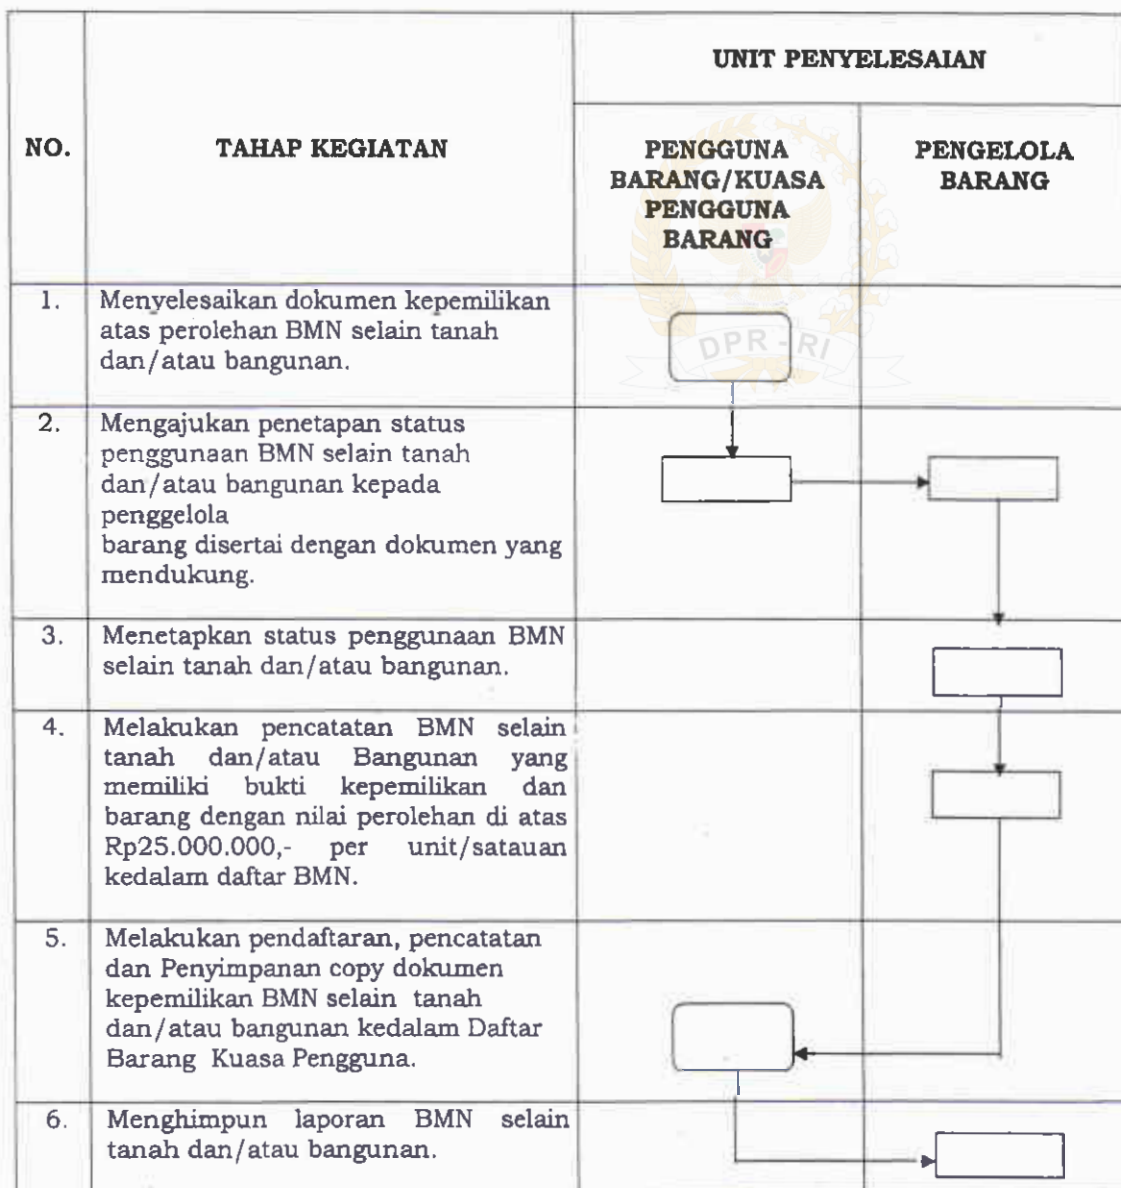 UNIT PENYELESAIAN
NO.
TAHAP KEGIATAN
PENGGUNA
BARANG/KUASA
PENGGUNA
BARANG
PENGELOLA
BARANG
1.
Menyelesaikan dokumen kepemilikan
atas perolehan BMN selain tanah
dan/atau bangunan.
DPR - RI
2.
Mengajukan penetapan status
penggunaan BMN selain tanah
dan/atau bangunan kepada
penggelola
barang disertai dengan dokumen yang
mendukung.
3.
Menetapkan status penggunaan BMN
selain tanah dan/atau bangunan.
4.
Melakukan pencatatan BMN selain
tanah dan/atau Bangunan yang
memiliki bukti kepemilikan dan
barang dengan nilai perolehan di atas
Rp25.000.000,- per unit/satauan
kedalam daftar BMN.
5.
Melakukan pendaftaran, pencatatan
dan Penyimpanan copy dokumen
kepemilikan BMN selain tanah
dan/atau bangunan kedalam Daftar
Barang Kuasa Pengguna.
6.
Menghimpun laporan BMN selain
tanah dan/atau bangunan.